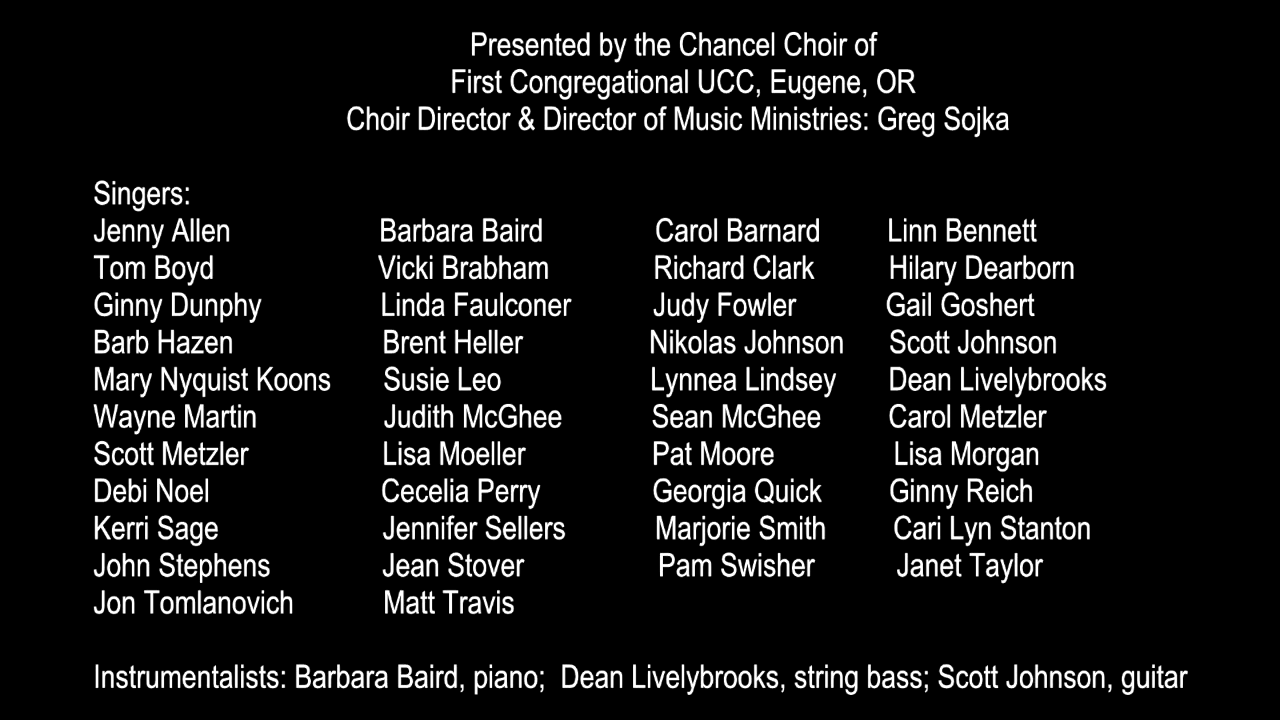 Presented by the Chancel Choir of
First Congregational UCC, Eugene, OR
Choir Director & Director of Music Ministries: Greg Sojka
Singers:
Jenny Allen Barbara Baird Carol Barnard Linn Bennett
Tom Boyd Vicki Brabham Richard Clark Hilary Dearborn
Ginny Dunphy Linda Faulconer Judy Fowler Gail Goshert
Barb Hazen Brent Heller Nikolas Johnson Scott Johnson
Mary Nyquist Koons Susie Leo Lynnea Lindsey Dean Livelybrooks
Wayne Martin Judith McGhee Sean McGhee Carol Metzler
Scott Metzler Lisa Moeller Pat Moore Lisa Morgan
Debi Noel Cecelia Perry Georgia Quick Ginny Reich
Kerri Sage Jennifer Sellers Marjorie Smith Cari Lyn Stanton
John Stephens Jean Stover Pam Swisher Janet Taylor
Jon Tomlanovich Matt Travis
Instrumentalists: Barbara Baird, piano;  Dean Livelybrooks, string bass; Scott Johnson, guitar